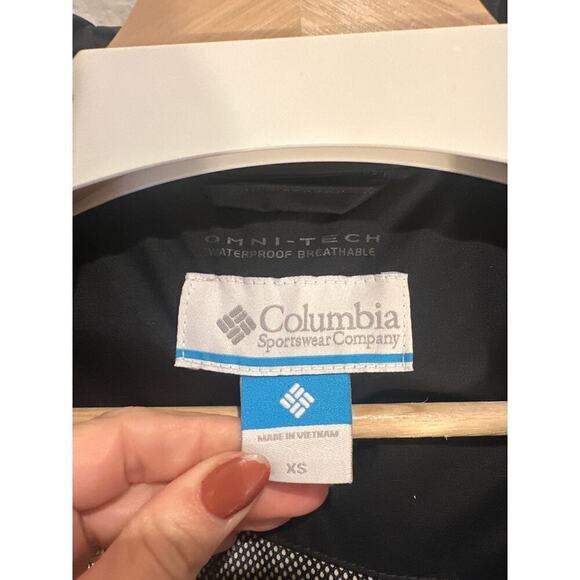 OMNI-TECH
WATERPROOF BREATHABLE
Columbia
Sportswear Company
MADE IN VIETNAM
XS